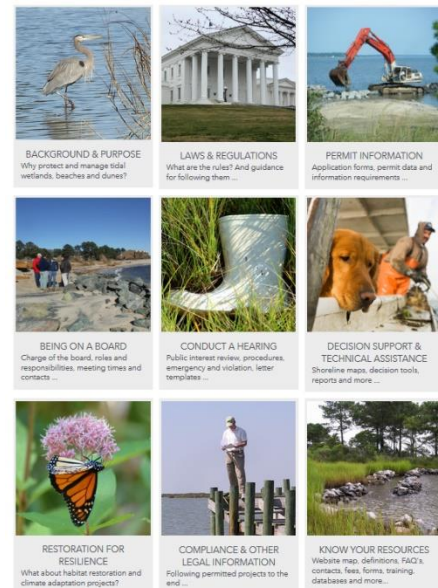 BACKGROUND & PURPOSE
Why protect and manage tidal
wetlands, beaches and dunes?
LAWS & REGULATIONS
What are the rules? And guidance
for following them ...
PERMIT INFORMATION
Application forms, permit data and
information requirements ...
BEING ON A BOARD
Charge of the board, roles and
responsibilities, meeting times and
contacts ...
CONDUCT A HEARING
Public interest review, procedures,
emergency and violation, letter
templates ...
DECISION SUPPORT &
TECHNICAL ASSISTANCE
Shoreline maps, decision tools,
reports and more ...
RESTORATION FOR
RESILIENCE
What about habitat restoration and
climate adaptation projects?
COMPLIANCE & OTHER
LEGAL INFORMATION
Following permitted projects to the
end ...
KNOW YOUR RESOURCES
Website map, definitions, FAQ's,
contacts, fees, forms, training,
databases and more...